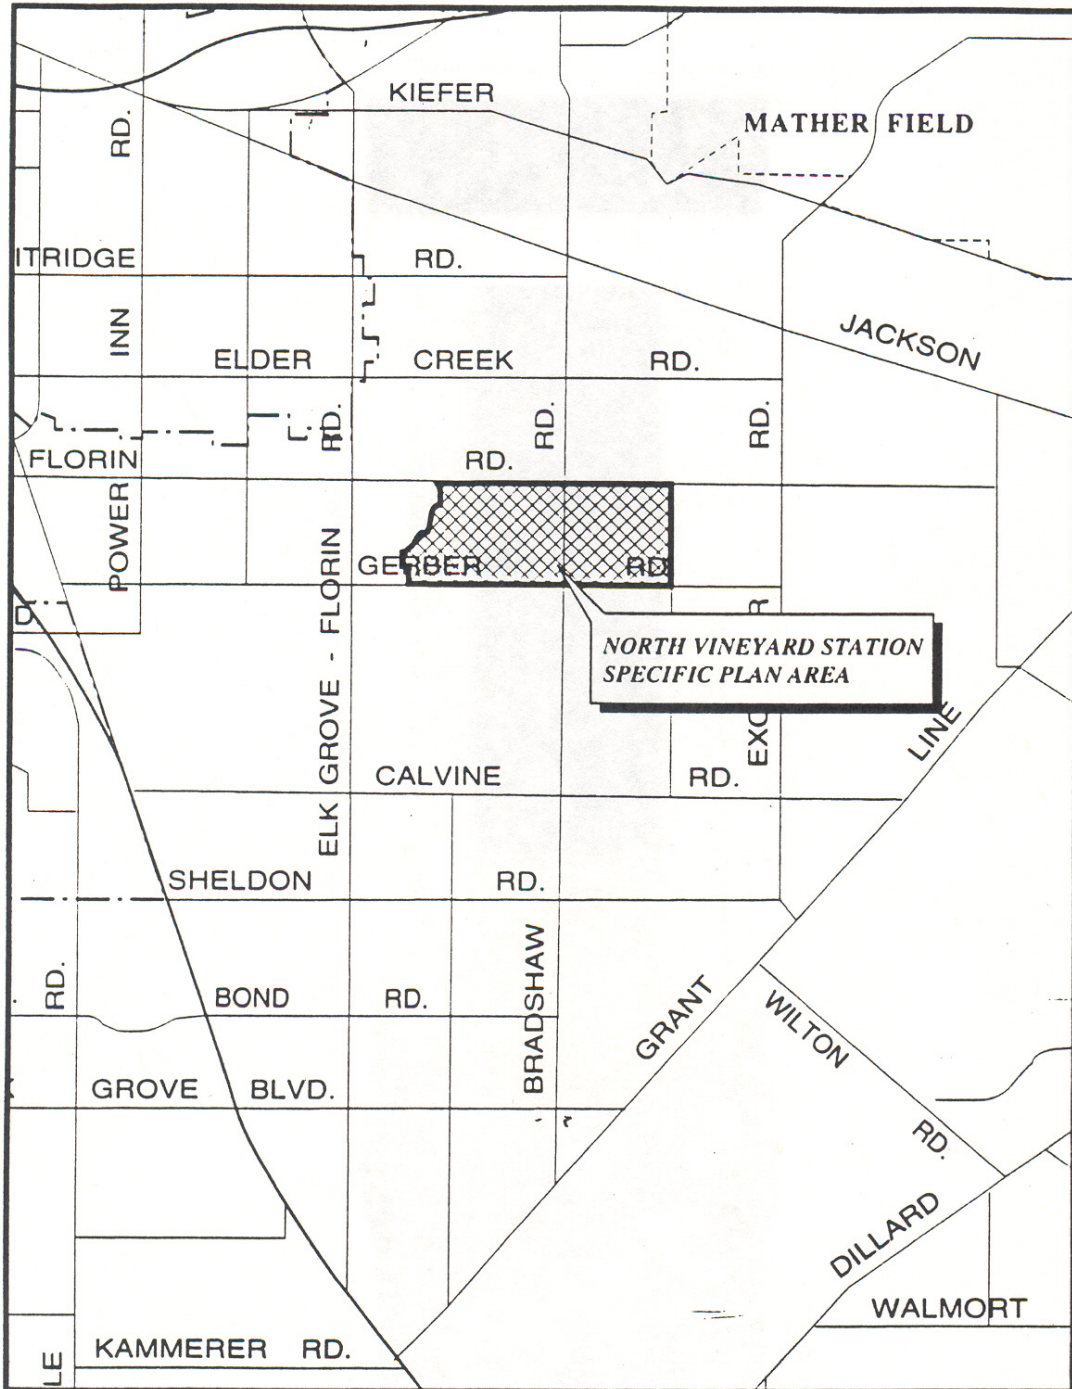 KIEFER
MATHER FIELD
RD.
ITRIDGE RD.
INN
JACKSON
ELDER CREEK RD.
RD.
RD.
RD.
FLORIN RD.
POWER
GERBER RD
ELK GROVE - FLORIN
D
NORTH VINEYARD STATION
SPECIFIC PLAN AREA
EXC R
LINE
CALVINE RD.
SHELDON RD.
RD.
BOND RD.
BRADSHAW
GRANT
WILTON
GROVE BLVD.
RD.
DILLARD
WALMORT
KAMMERER RD.
LE